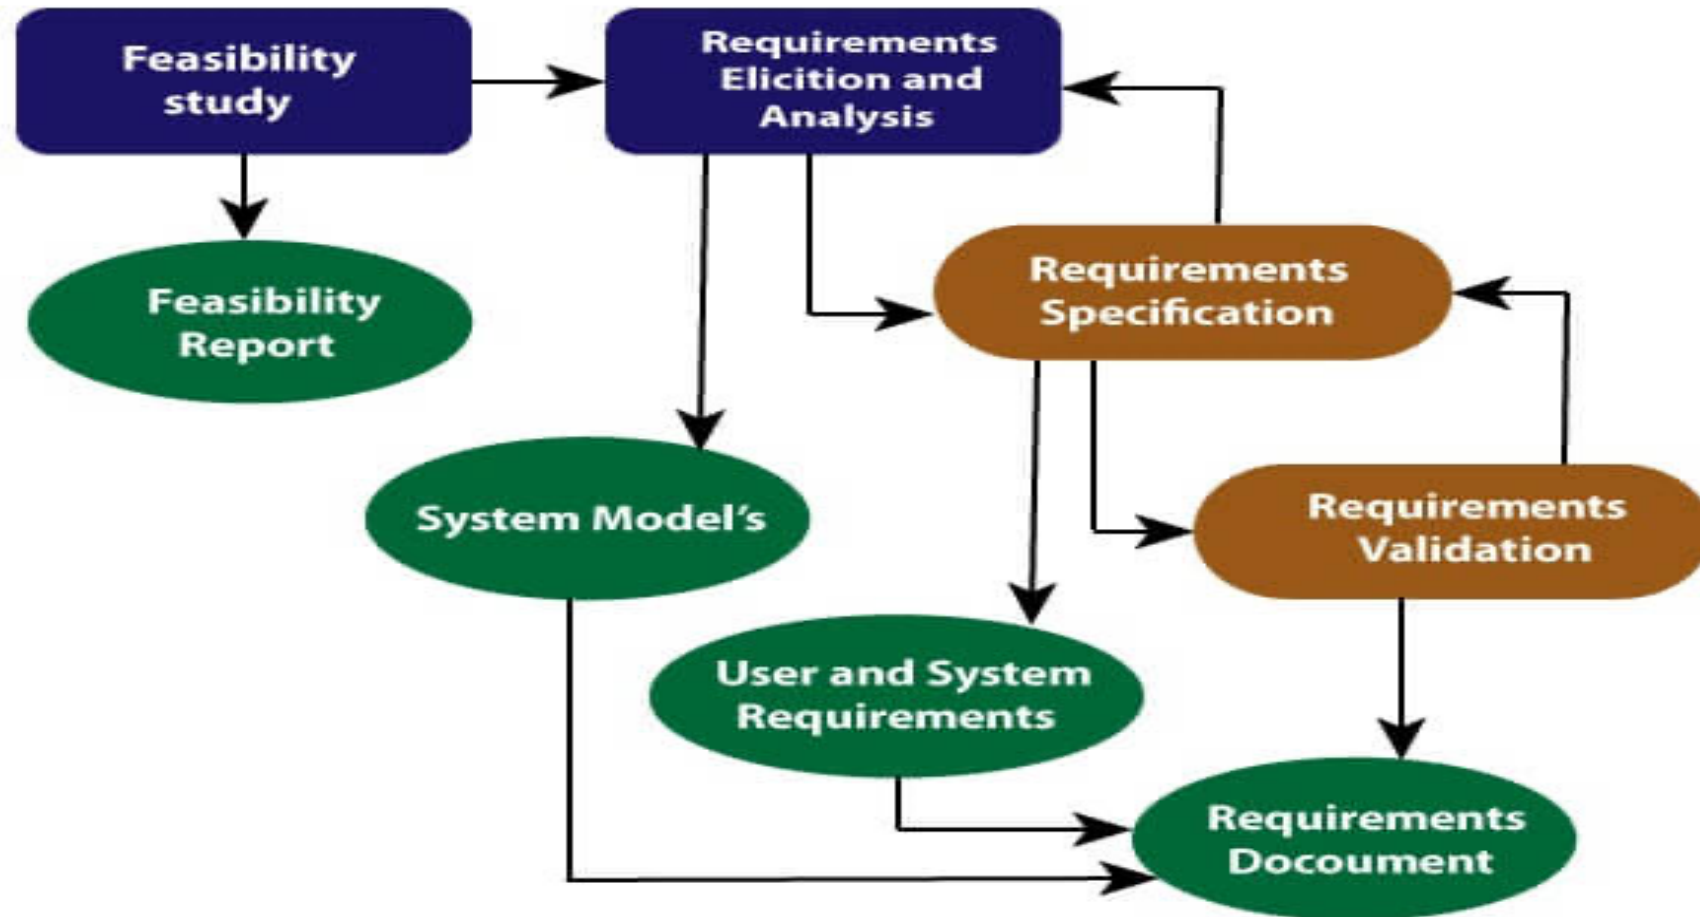 Feasibility
study
Requirements
Elicition and
Analysis
Feasibility
Report
Requirements
Specification
System Model’s
Requirements
Validation
User and System
Requirements
Requirements
Docoument